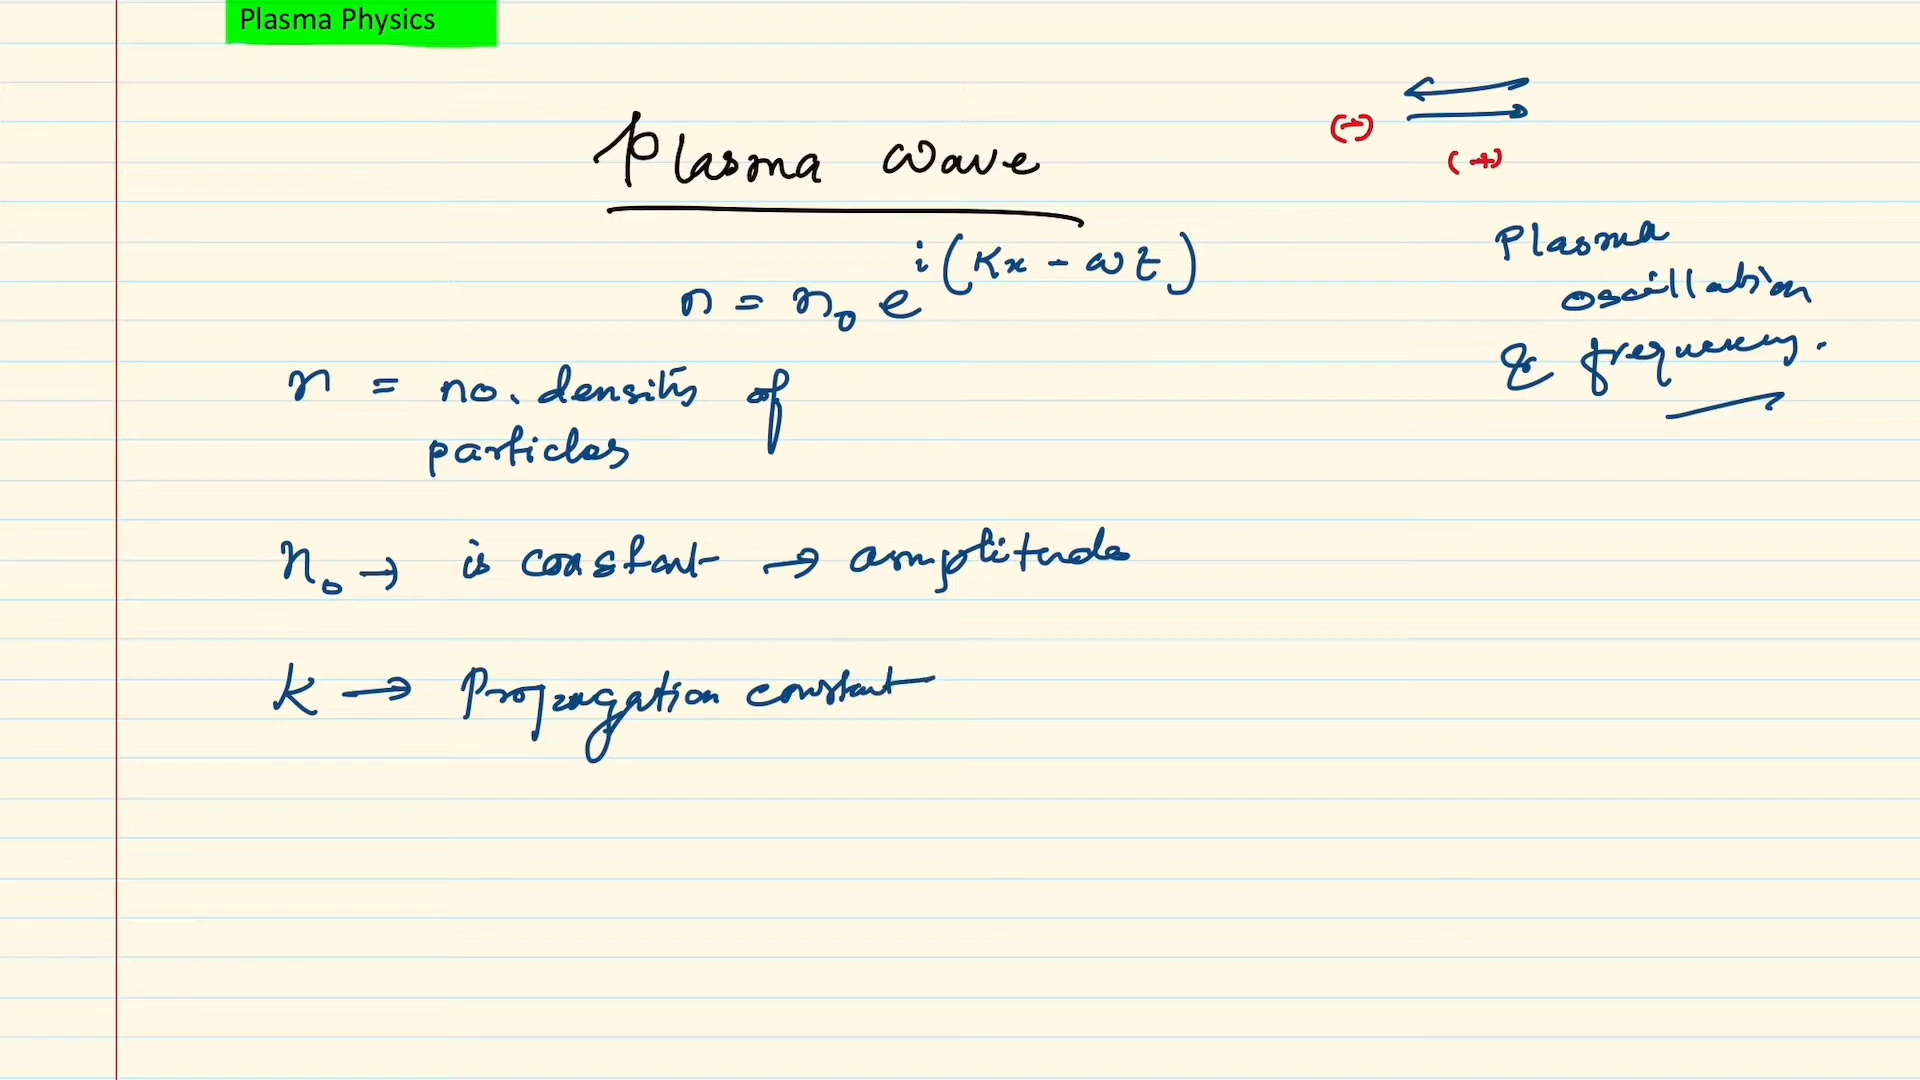 Plasma Physics
Plasma wave
n = n₀ e^i(Kx - ωt)
n = no. density of
particles
n₀ → is constant → amplitude
k → Propagation constant
(-)
(+)
Plasma
oscillation
& frequency.